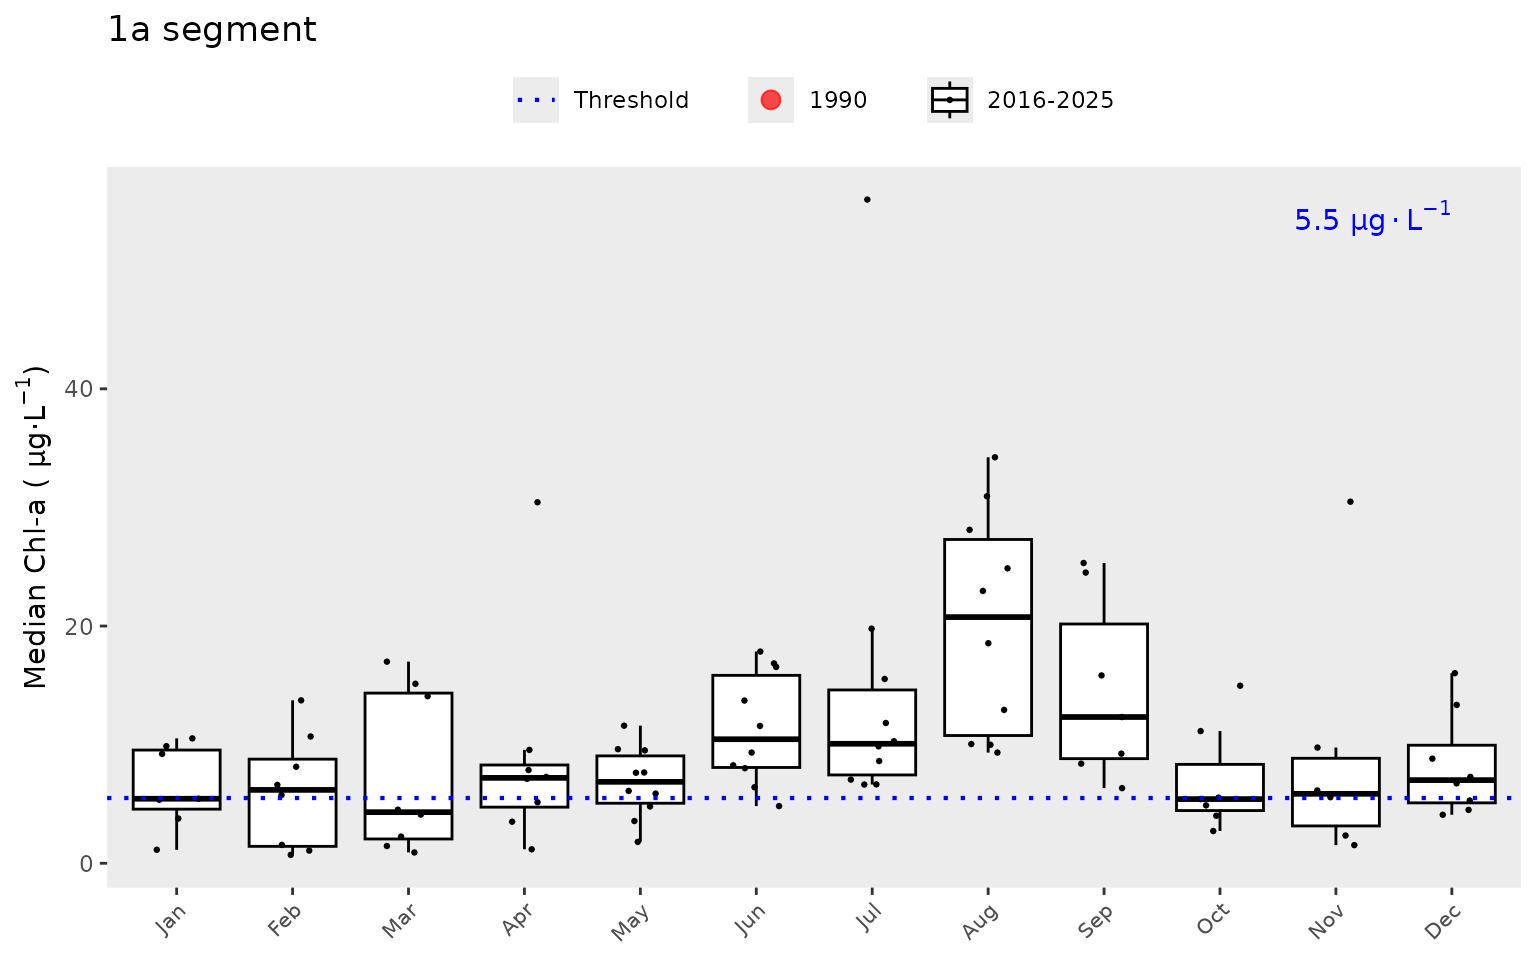 1a segment
Threshold 1990 2016-2025
5.5 µg·L⁻¹
Median Chl-a ( µg·L⁻¹)
40
20
0
Jan Feb Mar Apr May Jun Jul Aug Sep Oct Nov Dec